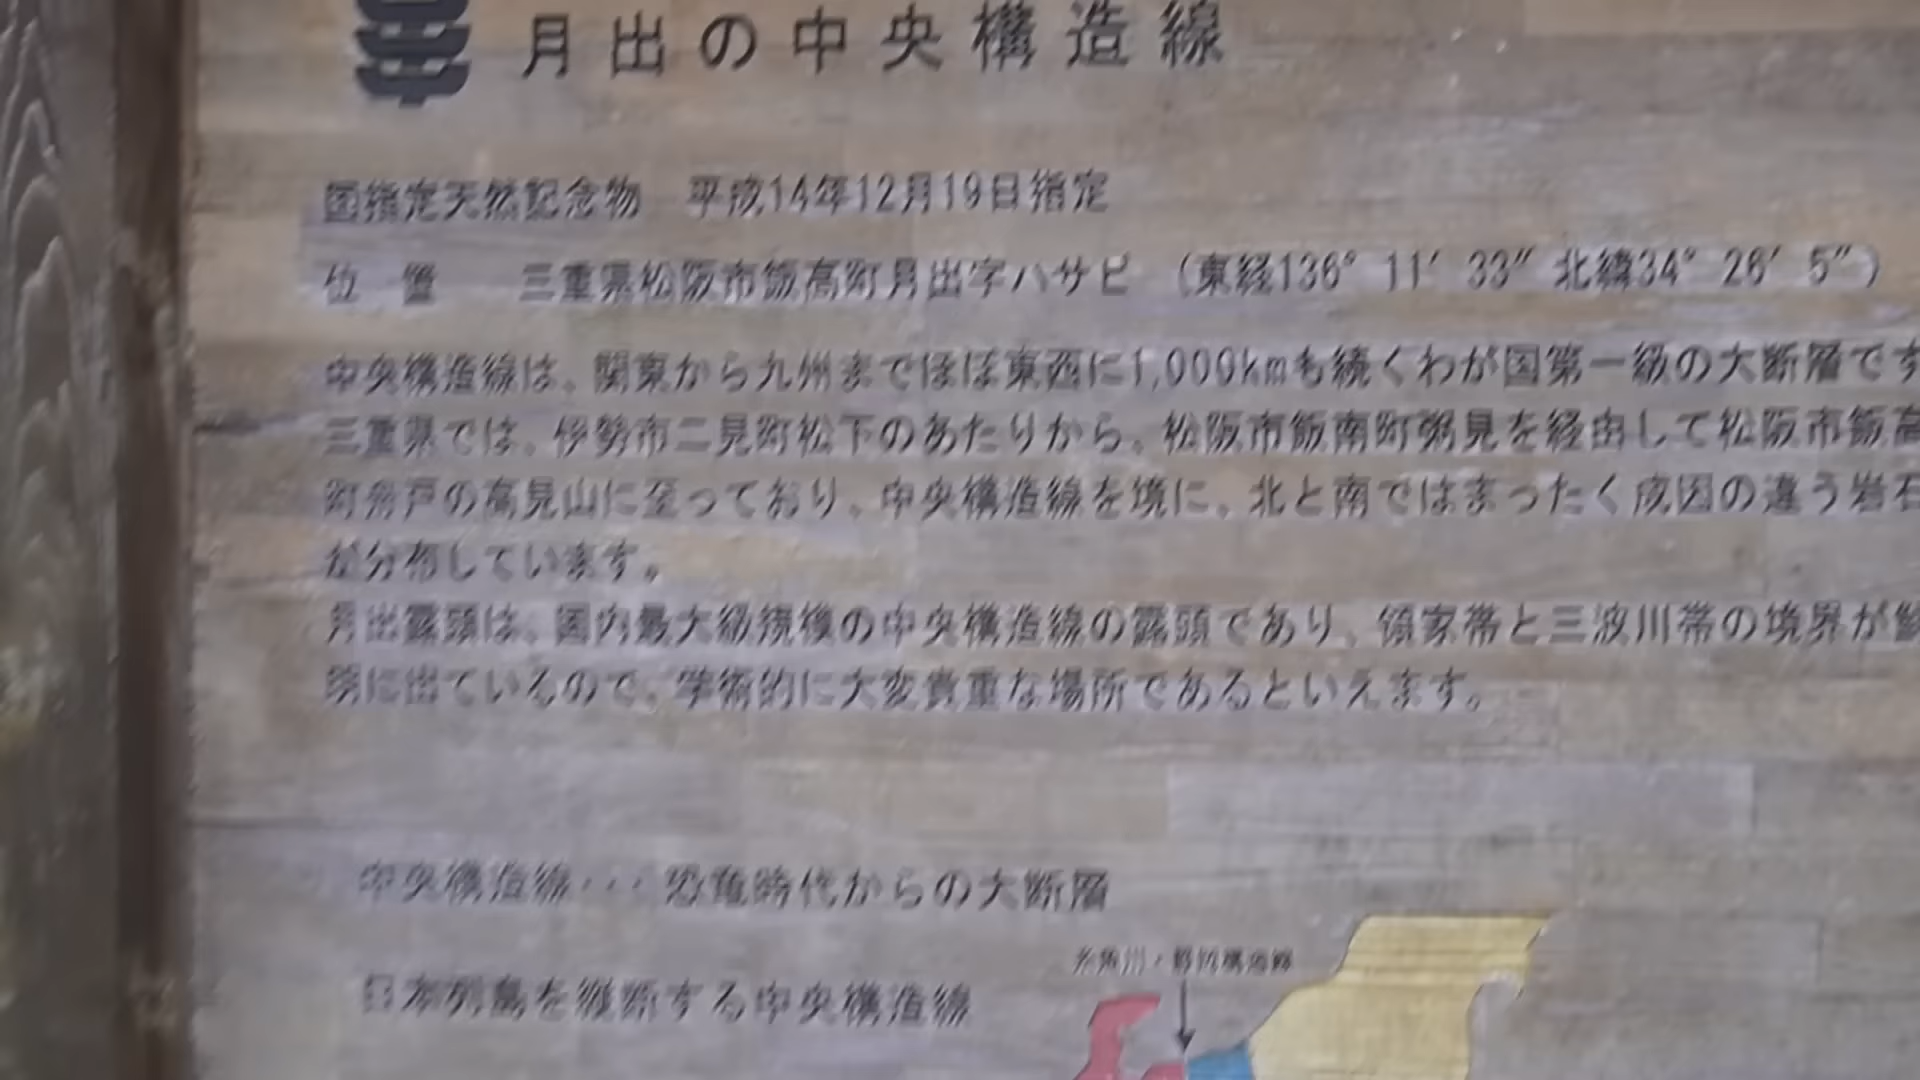 月出の中央構造線
国指定天然記念物　平成14年12月19日指定
位　置　　三重県松阪市飯高町月出字ハサビ　（東経136°11′33″北緯34°26′5″）
中央構造線は、関東から九州までほぼ東西に1,000kmも続くわが国第一級の大断層です
三重県では、伊勢市二見町松下のあたりから、松阪市飯南町粥見を経由して松阪市飯高
町舟戸の高見山に至っており、中央構造線を境に、北と南ではまったく成因の違う岩石
が分布しています。
月出露頭は、国内最大級規模の中央構造線の露頭であり、領家帯と三波川帯の境界が鮮
明に出ているので、学術的に大変貴重な場所であるといえます。
中央構造線･･･恐竜時代からの大断層
糸魚川・静岡構造線
日本列島を縦断する中央構造線